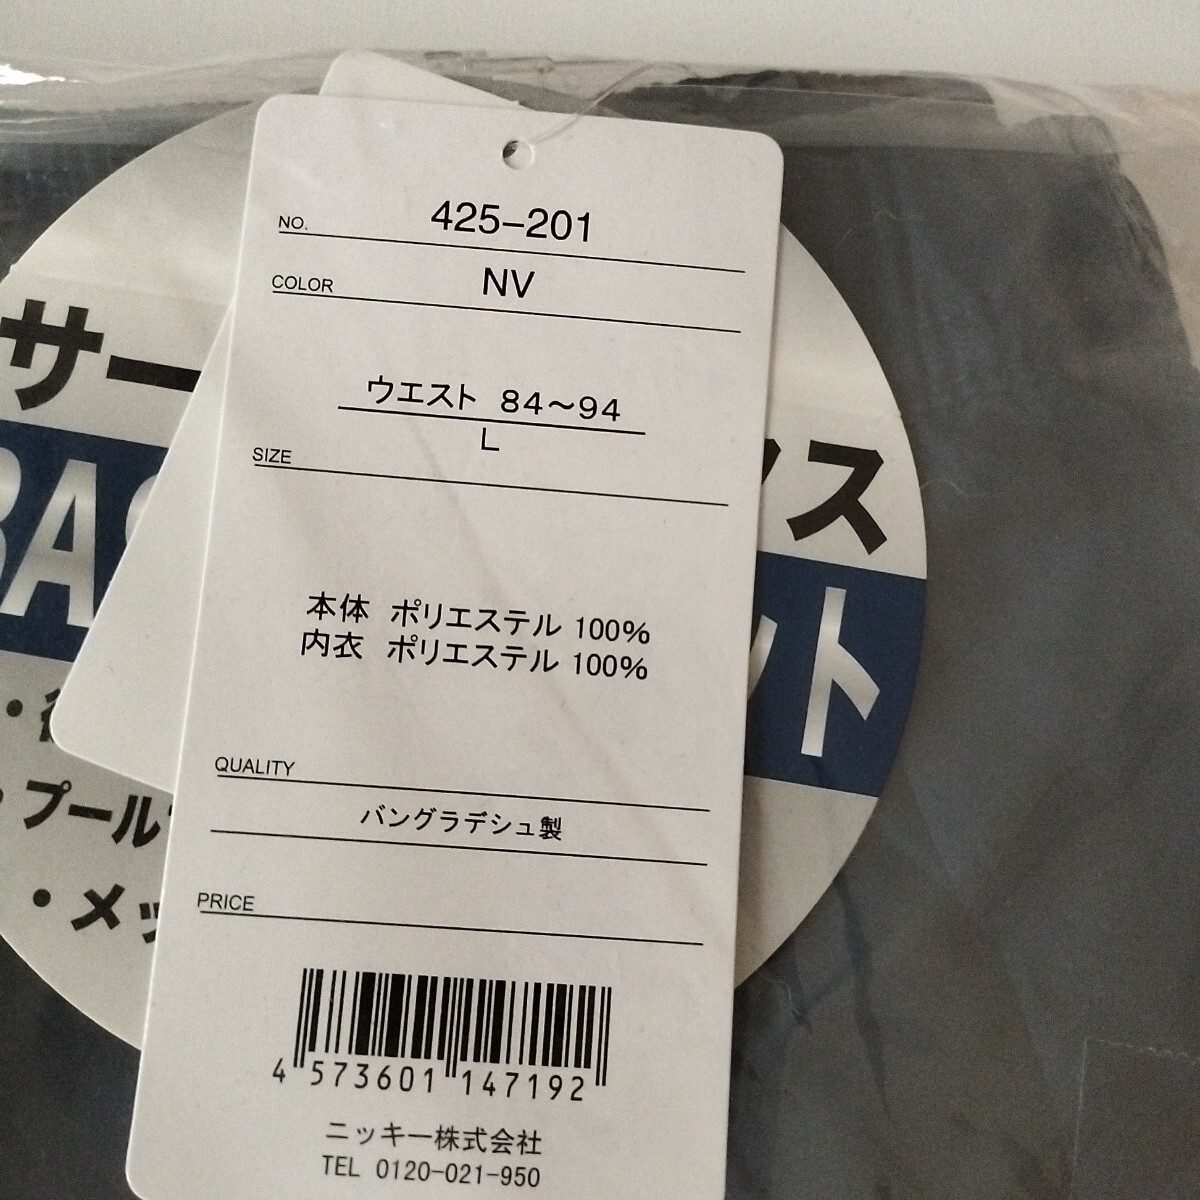 NO. 425-201
COLOR NV
ウエスト 84～94
L
SIZE
本体 ポリエステル 100%
内衣 ポリエステル 100%
QUALITY
バングラデシュ製
PRICE
4 573601 147192
ニッキー株式会社
TEL 0120-021-950
サー
ス
BAS
ット
・プール
・メッ